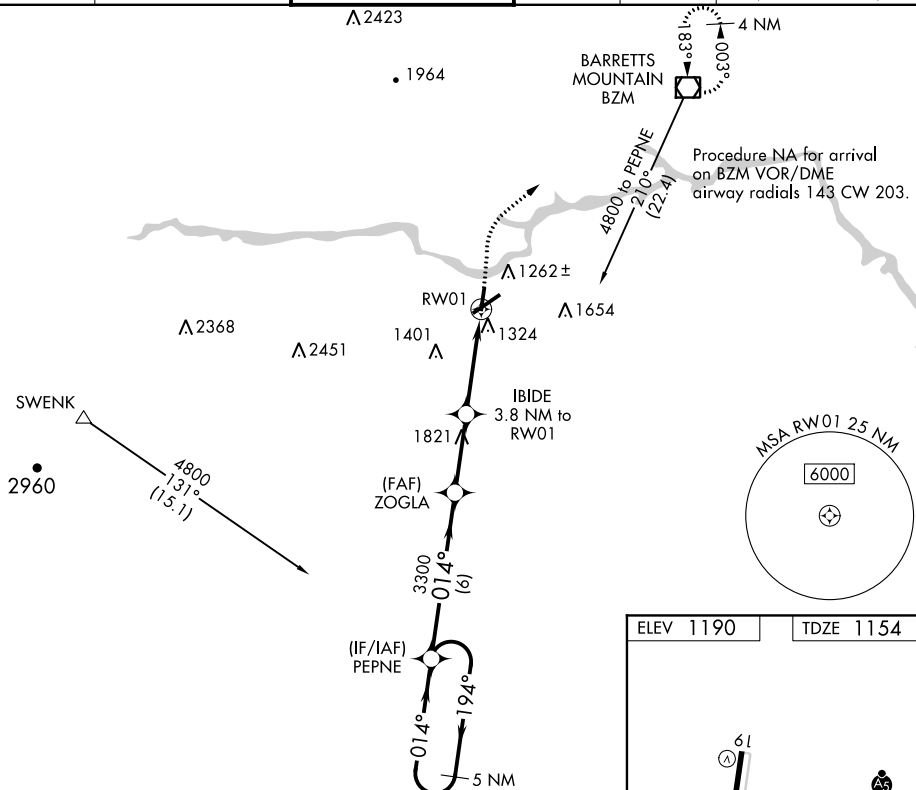 2423
4 NM
183°
003°
1964
BARRETTS
MOUNTAIN
BZM
4800 to PEPNE
210°
(22.4)
Procedure NA for arrival
on BZM VOR/DME
airway radials 143 CW 203.
1262 ±
RW01
1654
2368
1401
1324
2451
SWENK
IBIDE
3.8 NM to
RW01
1821
2960
4800
131°
(15.1)
(FAF)
ZOGLA
MSA RW01 25 NM
6000
3300
014°
(6)
(IF/IAF)
PEPNE
014°
194°
5 NM
ELEV 1190
TDZE 1154
19
V
A5